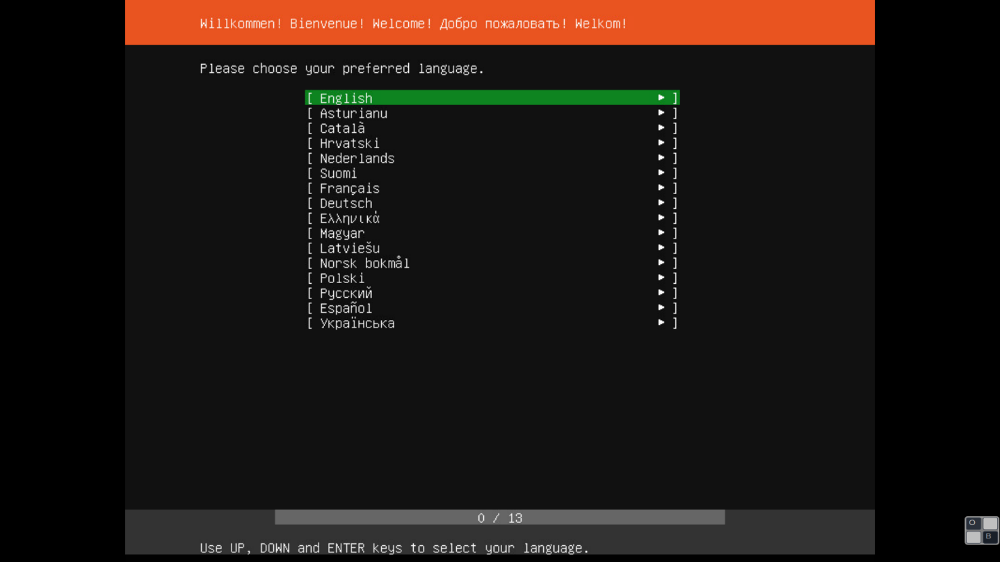 Willkommen! Bienvenue! Welcome! Добро пожаловать! Welkom!
Please choose your preferred language.
[ English ► ]
[ Asturianu ► ]
[ Català ► ]
[ Hrvatski ► ]
[ Nederlands ► ]
[ Suomi ► ]
[ Français ► ]
[ Deutsch ► ]
[ Ελληνικά ► ]
[ Magyar ► ]
[ Latviešu ► ]
[ Norsk bokmål ► ]
[ Polski ► ]
[ Русский ► ]
[ Español ► ]
[ Українська ► ]
0 / 13
Use UP, DOWN and ENTER keys to select your language.
O
B